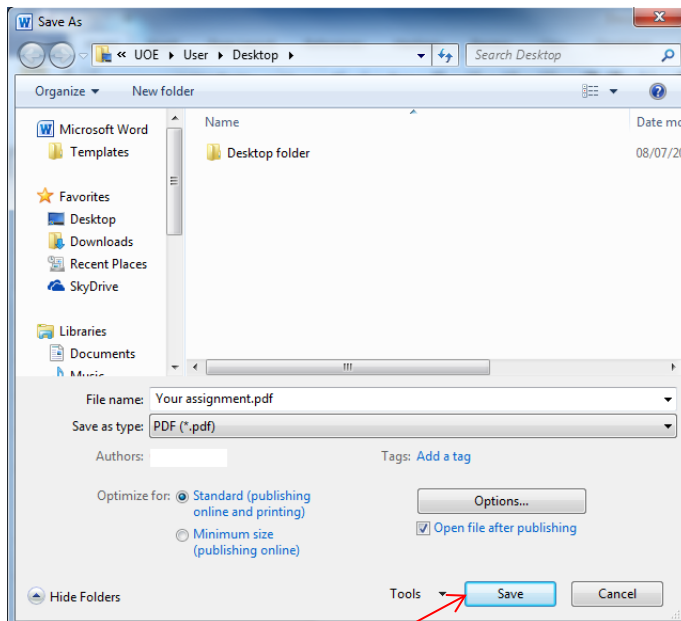 Save As
« UOE ▸ User ▸ Desktop ▸
Search Desktop
Organize
New folder
Microsoft Word
Templates
Favorites
Desktop
Downloads
Recent Places
SkyDrive
Libraries
Documents
Music
Name
Date mo
Desktop folder
08/07/20
File name: Your assignment.pdf
Save as type: PDF (*.pdf)
Authors:
Tags: Add a tag
Optimize for:
Standard (publishing
online and printing)
Minimum size
(publishing online)
Options...
Open file after publishing
Hide Folders
Tools
Save
Cancel